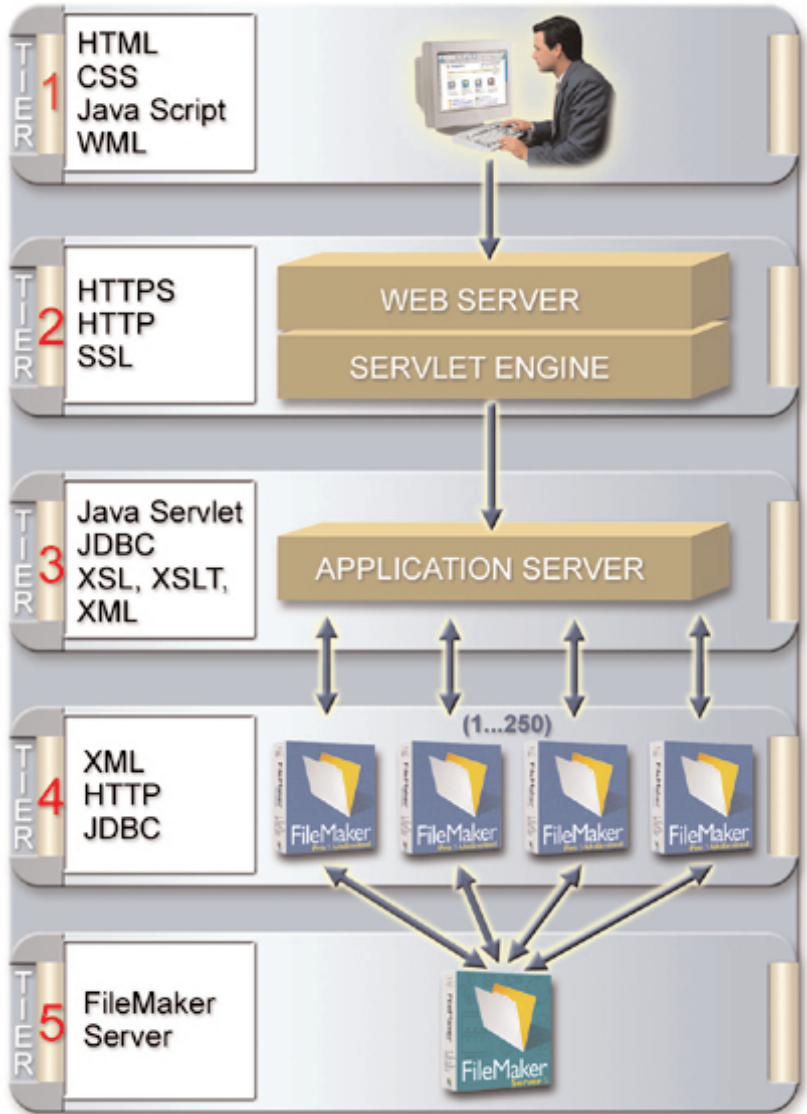 TIER 1
HTML
CSS
Java Script
WML
TIER 2
HTTPS
HTTP
SSL
WEB SERVER
SERVLET ENGINE
TIER 3
Java Servlet
JDBC
XSL, XSLT,
XML
APPLICATION SERVER
TIER 4
XML
HTTP
JDBC
(1...250)
FileMaker
FileMaker
FileMaker
FileMaker
TIER 5
FileMaker
Server
FileMaker
Server